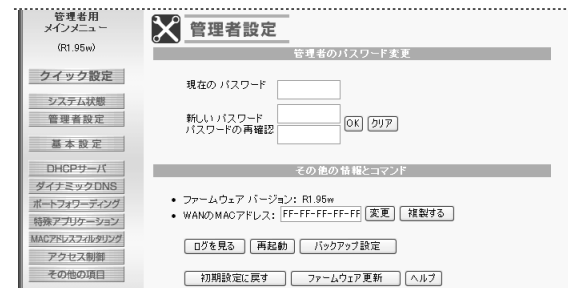 管理者用
メインメニュー
(R1.95w)
クイック設定
システム状態
管理者設定
基本設定
DHCPサーバ
ダイナミックDNS
ポートフォワーディング
特殊アプリケーション
MACアドレスフィルタリング
アクセス制御
その他の項目
管理者設定
管理者のパスワード変更
現在の パスワード
新しい パスワード
パスワードの再確認
OK クリア
その他の情報とコマンド
ファームウェア バージョン: R1.95w
WANのMACアドレス: FF-FF-FF-FF-FF 変更 複製する
ログを見る 再起動 バックアップ設定
初期設定に戻す ファームウェア更新 ヘルプ